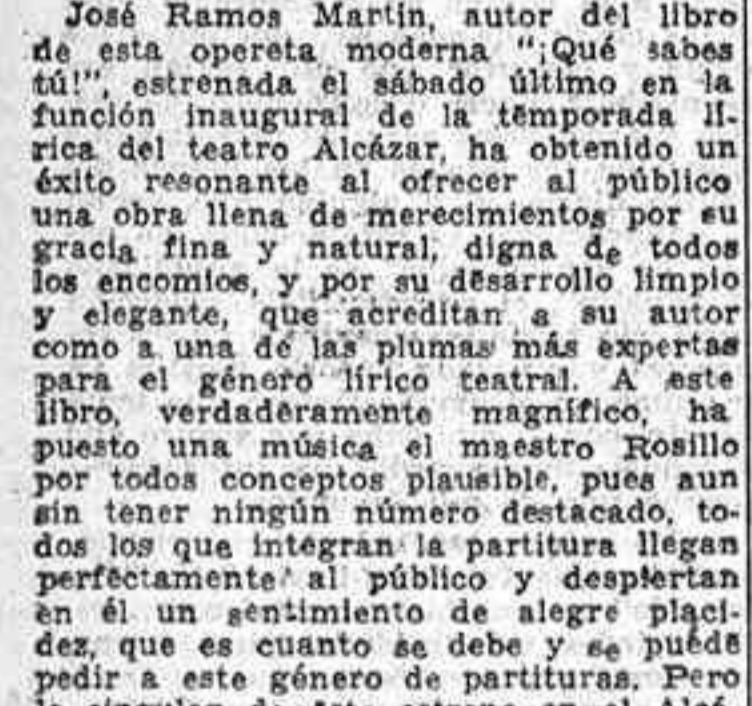 José Ramos Martín, autor del libro
de esta opereta moderna "¡Qué sabes
tú!", estrenada el sábado último en la
función inaugural de la temporada lí-
rica del teatro Alcázar, ha obtenido un
éxito resonante al ofrecer al público
una obra llena de merecimientos por su
gracia fina y natural, digna de todos
los encomios, y por su desarrollo limpio
y elegante, que acreditan a su autor
como a una de las plumas más expertas
para el género lírico teatral. A este
libro, verdaderamente magnífico, ha
puesto una música el maestro Rosillo
por todos conceptos plausible, pues aun
sin tener ningún número destacado, to-
dos los que integran la partitura llegan
perfectamente al público y despiertan
en él un sentimiento de alegre placi-
dez, que es cuanto se debe y se puede
pedir a este género de partituras. Pero